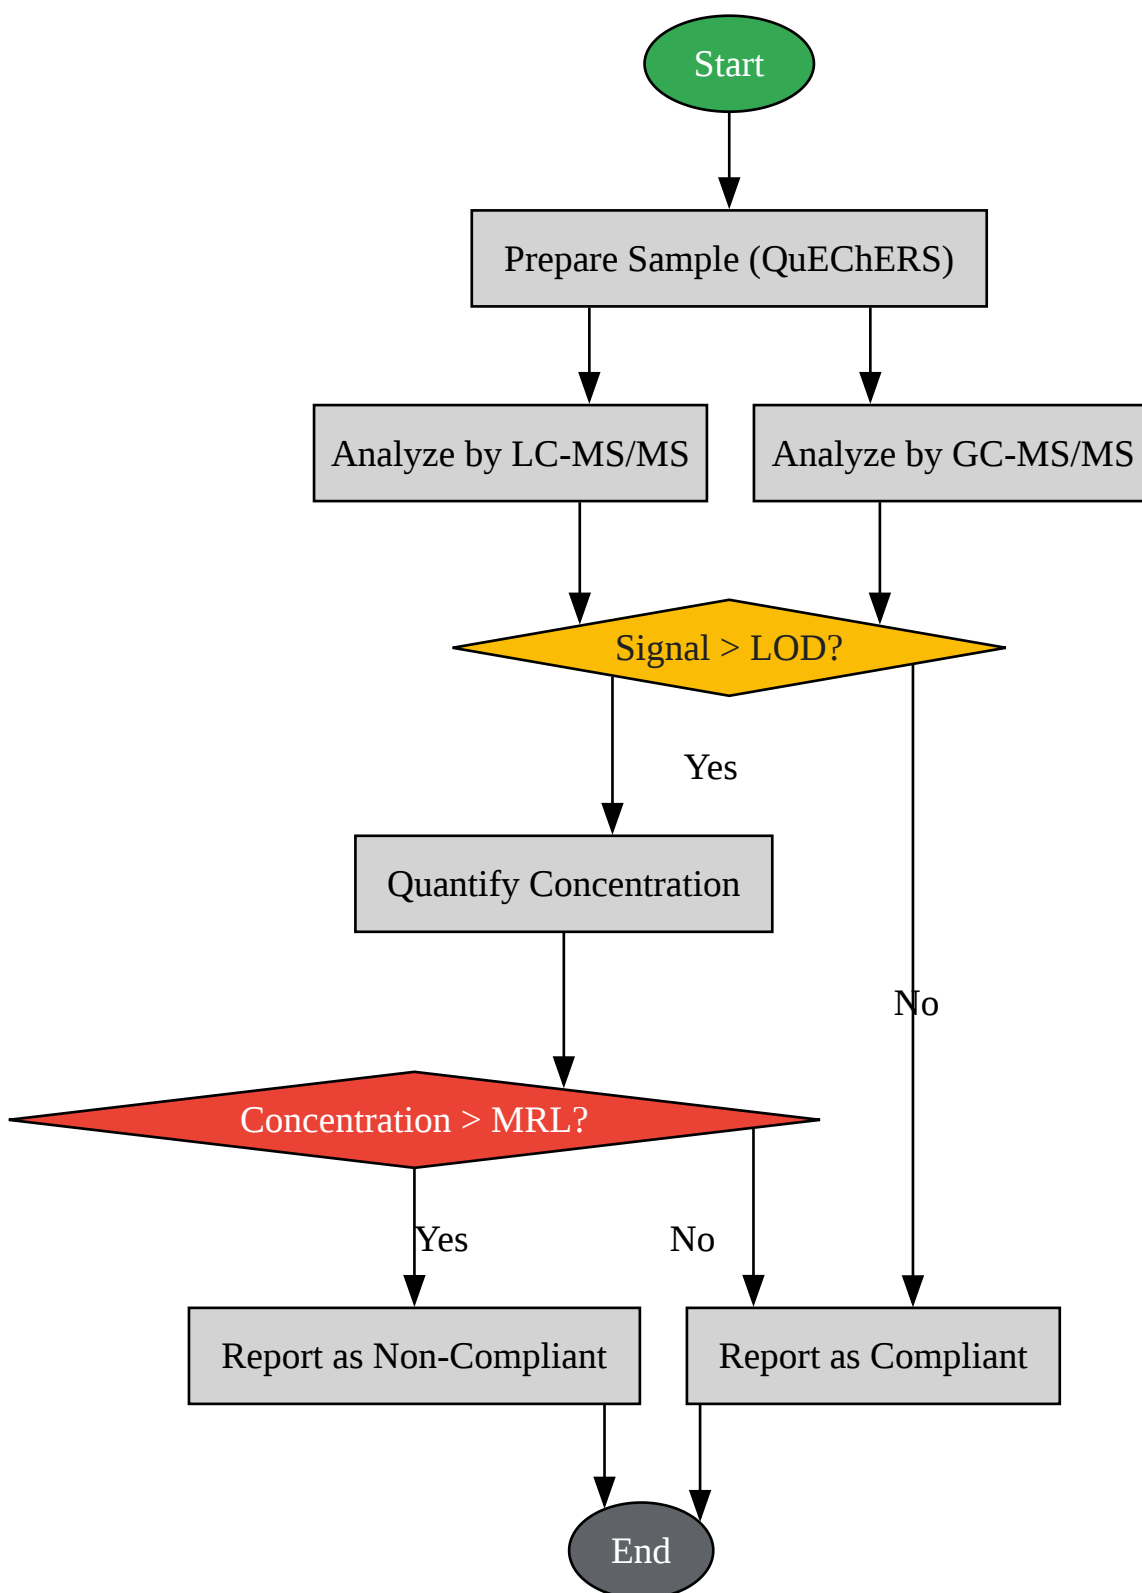 Start
Prepare Sample (QuEChERS)
Analyze by LC-MS/MS
Analyze by GC-MS/MS
Signal > LOD?
Yes
Quantify Concentration
No
Concentration > MRL?
Yes
No
Report as Non-Compliant
Report as Compliant
End